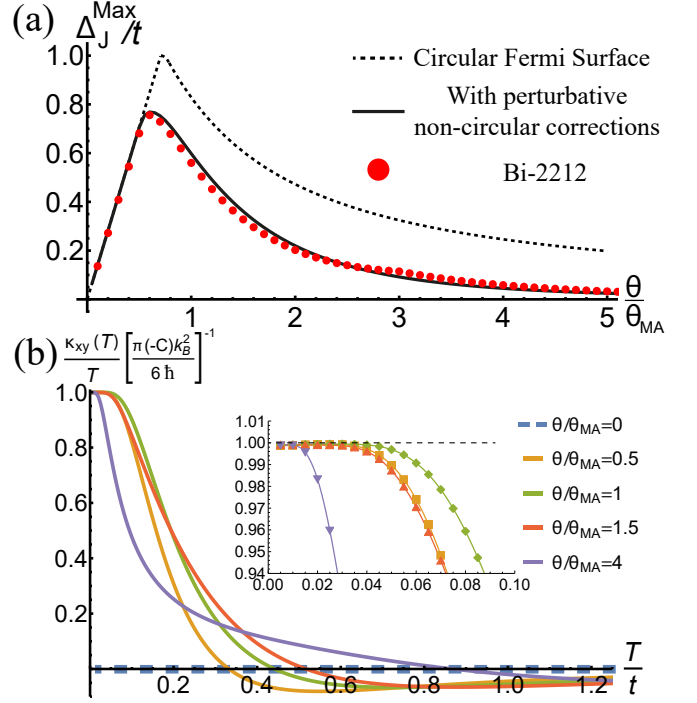 (a)
Δ_J^Max/t
1.0
0.8
0.6
0.4
0.2
0
1
2
3
4
5
θ/θ_MA
Circular Fermi Surface
With perturbative
non-circular corrections
Bi-2212
(b)
κ_xy(T)/T [π(-C)k_B^2/6ℏ]^-1
1.0
0.8
0.6
0.4
0.2
0.2
0.4
0.6
0.8
1.0
1.2
T/t
1.01
1.00
0.99
0.98
0.97
0.96
0.95
0.94
0.00
0.02
0.04
0.06
0.08
0.10
θ/θ_MA=0
θ/θ_MA=0.5
θ/θ_MA=1
θ/θ_MA=1.5
θ/θ_MA=4